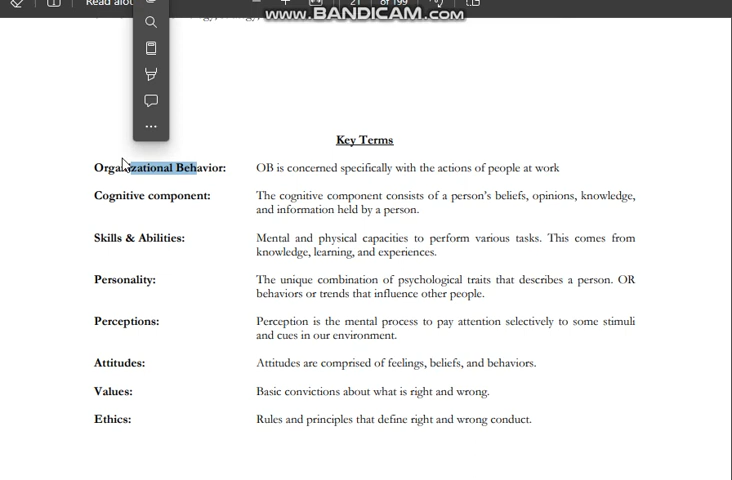 Read alou
21
of 199
WWW.BANDICAM.COM
Key Terms
Organizational Behavior: OB is concerned specifically with the actions of people at work
Cognitive component: The cognitive component consists of a person's beliefs, opinions, knowledge,
and information held by a person.
Skills & Abilities: Mental and physical capacities to perform various tasks. This comes from
knowledge, learning, and experiences.
Personality: The unique combination of psychological traits that describes a person. OR
behaviors or trends that influence other people.
Perceptions: Perception is the mental process to pay attention selectively to some stimuli
and cues in our environment.
Attitudes: Attitudes are comprised of feelings, beliefs, and behaviors.
Values: Basic convictions about what is right and wrong.
Ethics: Rules and principles that define right and wrong conduct.